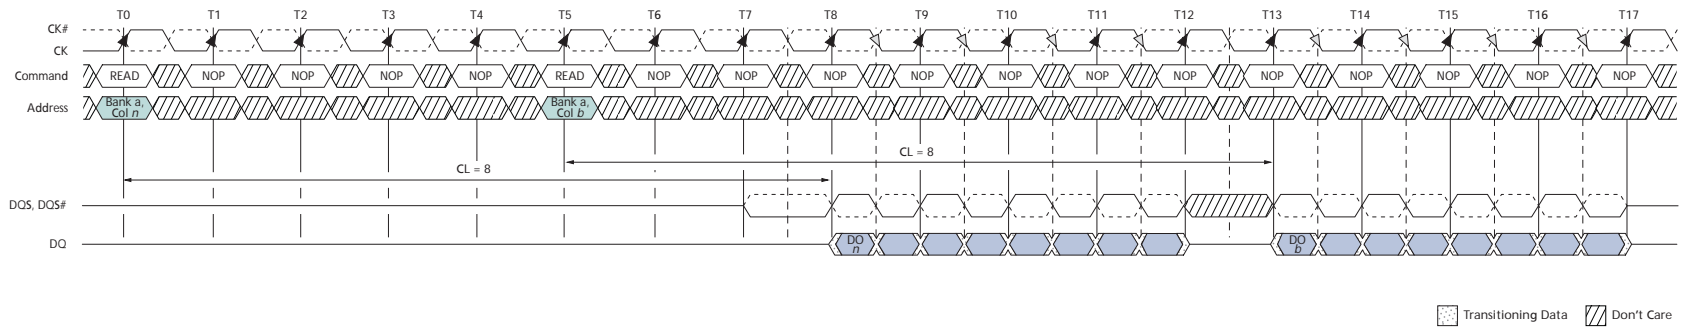 T0 T1 T2 T3 T4 T5 T6 T7 T8 T9 T10 T11 T12 T13 T14 T15 T16 T17
CK#
CK
Command READ NOP NOP NOP NOP READ NOP NOP NOP NOP NOP NOP NOP NOP NOP NOP NOP NOP
Address Bank a, Col n Bank a, Col b
CL = 8
CL = 8
DQS, DQS#
DQ DO n DO b
Transitioning Data Don't Care